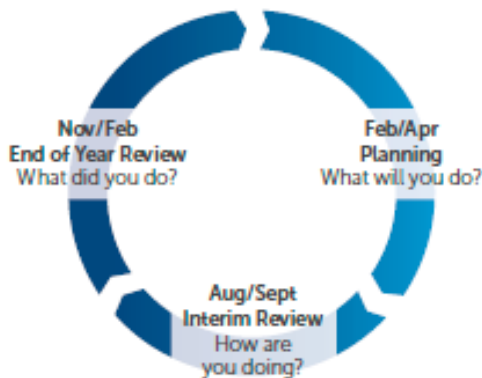 Nov/Feb
End of Year Review
What did you do?
Feb/Apr
Planning
What will you do?
Aug/Sept
Interim Review
How are
you doing?